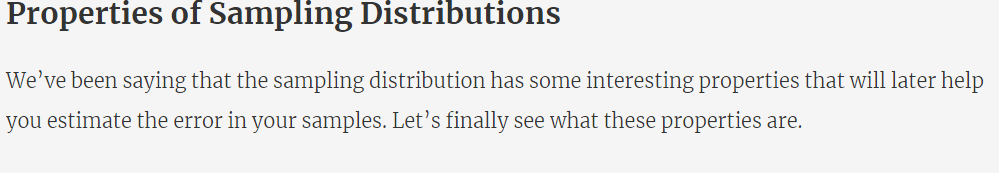 Properties of Sampling Distributions
We’ve been saying that the sampling distribution has some interesting properties that will later help
you estimate the error in your samples. Let’s finally see what these properties are.